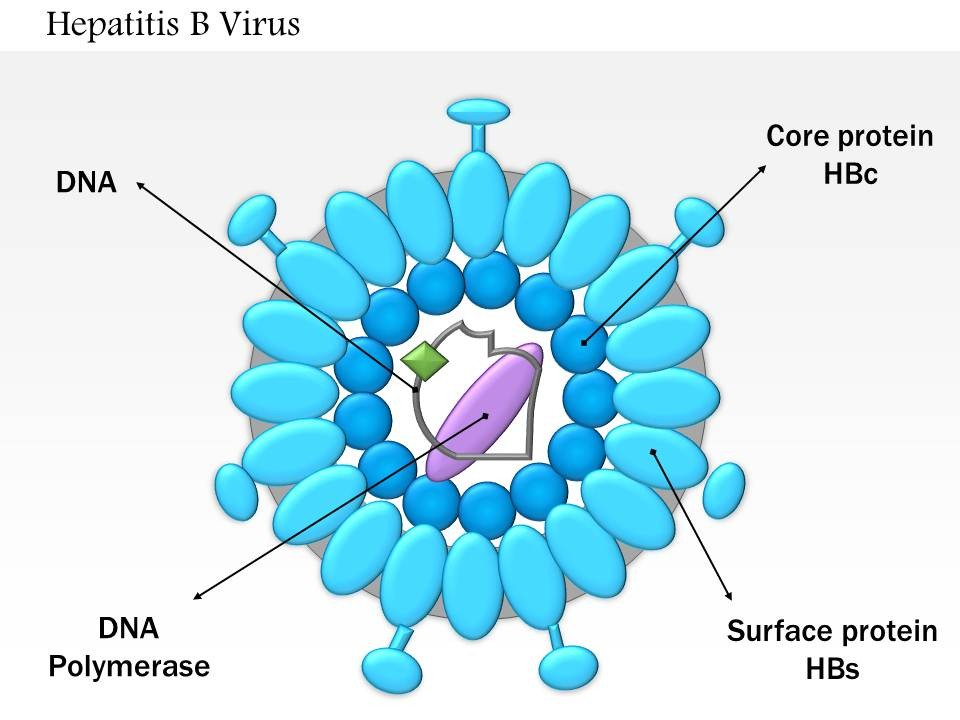 Hepatitis B Virus
DNA
Core protein
HBc
DNA
Polymerase
Surface protein
HBs